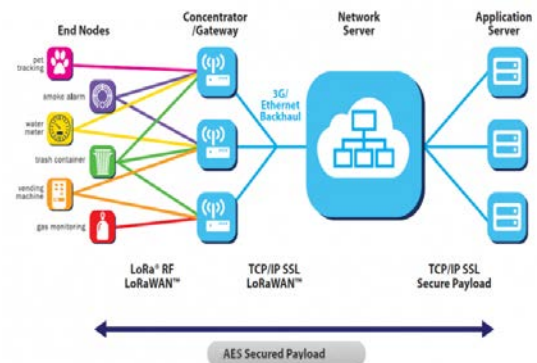 End Nodes
Concentrator
/Gateway
Network
Server
Application
Server
pet
tracking
smoke alarm
water
meter
trash container
vending
machine
gas monitoring
3G/
Ethernet
Backhaul
LoRa® RF
LoRaWAN™
TCP/IP SSL
LoRaWAN™
TCP/IP SSL
Secure Payload
AES Secured Payload